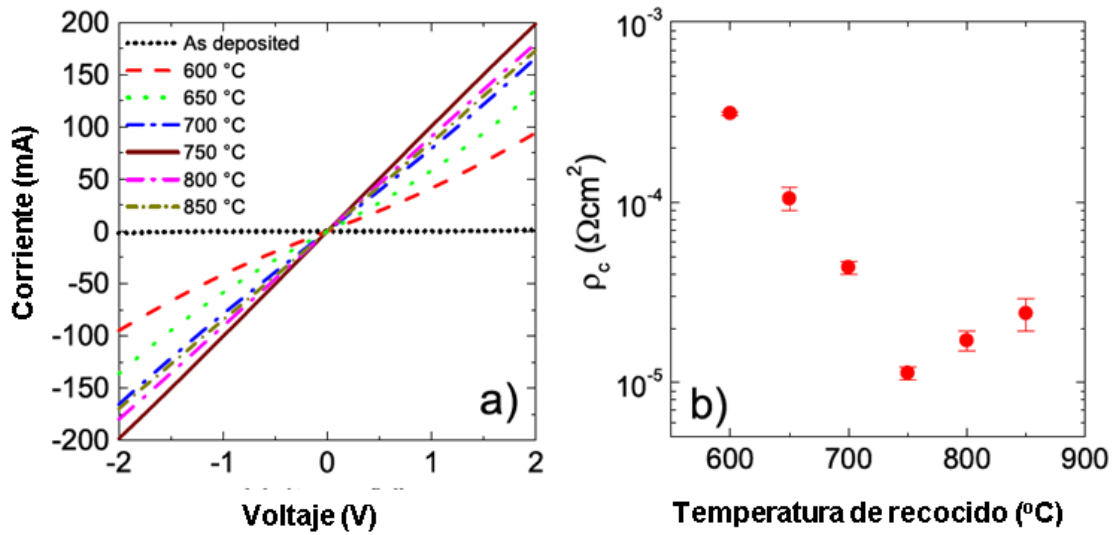 200
150
100
50
0
-50
-100
-150
-200
Corriente (mA)
As deposited
600 °C
650 °C
700 °C
750 °C
800 °C
850 °C
a)
-2
-1
0
1
2
Voltaje (V)
10-3
10-4
10-5
ρc (Ωcm2)
b)
600
700
800
900
Temperatura de recocido (ºC)